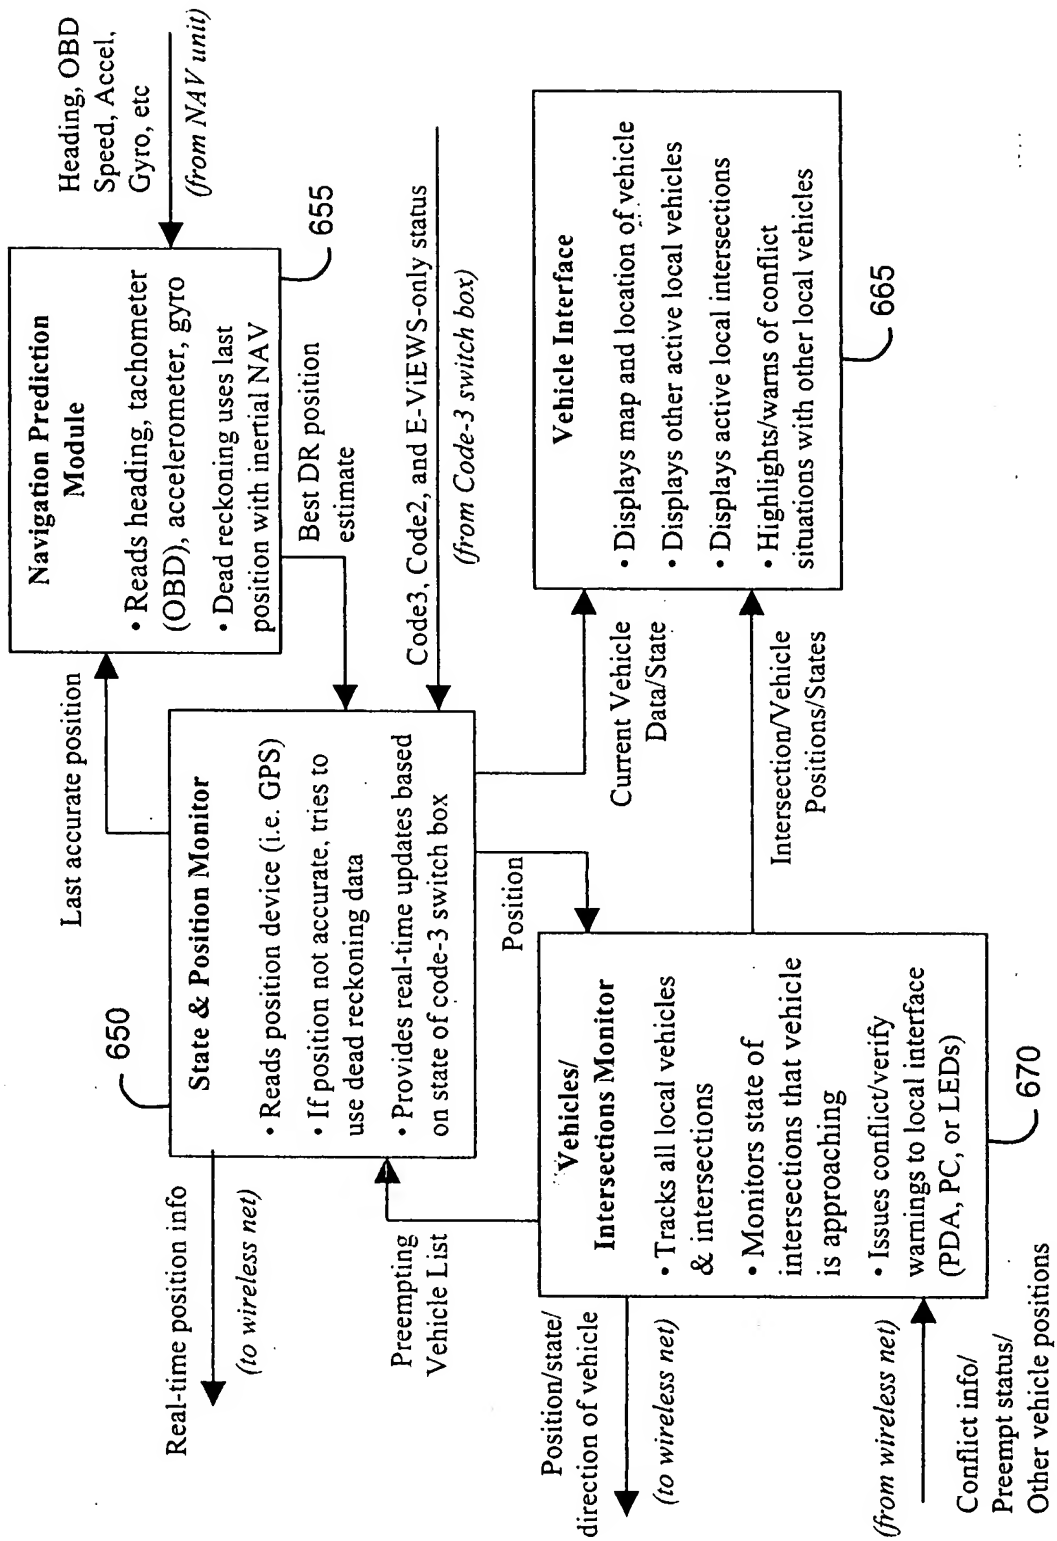 Heading, OBD
Speed, Accel,
Gyro, etc
(from NAV unit)
Navigation Prediction
Module
• Reads heading, tachometer
(OBD), accelerometer, gyro
• Dead reckoning uses last
position with inertial NAV
655
Last accurate position
Best DR position
estimate
Code3, Code2, and E-ViEWS-only status
(from Code-3 switch box)
650
State & Position Monitor
• Reads position device (i.e. GPS)
• If position not accurate, tries to
use dead reckoning data
• Provides real-time updates based
on state of code-3 switch box
Real-time position info
(to wireless net)
Preempting
Vehicle List
Position
Current Vehicle
Data/State
Vehicle Interface
• Displays map and location of vehicle
• Displays other active local vehicles
• Displays active local intersections
• Highlights/warns of conflict
situations with other local vehicles
665
Intersection/Vehicle
Positions/States
Vehicles/
Intersections Monitor
• Tracks all local vehicles
& intersections
• Monitors state of
intersections that vehicle
is approaching
• Issues conflict/verify
warnings to local interface
(PDA, PC, or LEDs)
670
Position/state/
direction of vehicle
(to wireless net)
(from wireless net)
Conflict info/
Preempt status/
Other vehicle positions